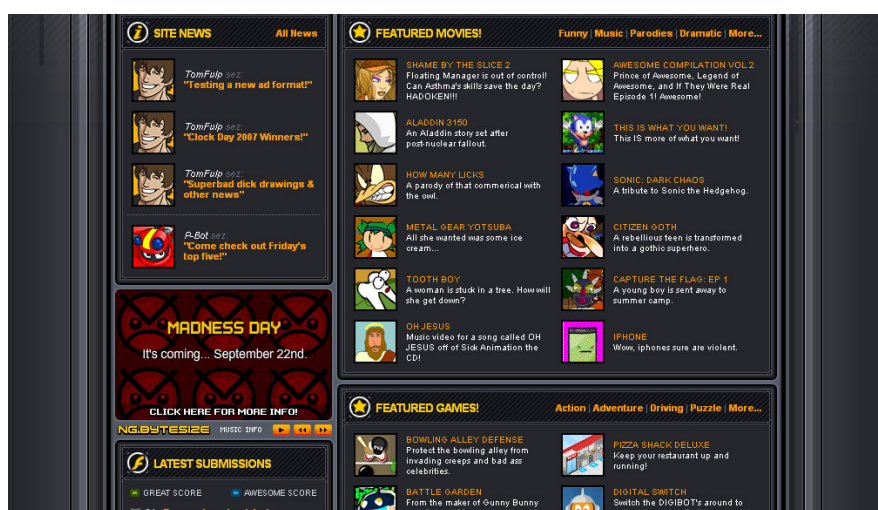 SITE NEWS
All News
TomFulp sez:
"Testing a new ad format!"
TomFulp sez:
"Clock Day 2007 Winners!"
TomFulp sez:
"Superbad dick drawings &
other news"
P-Bot sez:
"Come check out Friday's
top five!"
MADNESS DAY
It's coming... September 22nd.
CLICK HERE FOR MORE INFO!
NG.BYTESIZE MUSIC INFO
LATEST SUBMISSIONS
GREAT SCORE
AWESOME SCORE
FEATURED MOVIES!
Funny | Music | Parodies | Dramatic | More...
SHAME BY THE SLICE 2
Floating Manager is out of control!
Can Asthma's skills save the day?
HADOKEN!!!
AWESOME COMPILATION VOL 2
Prince of Awesome, Legend of
Awesome, and If They Were Real
Episode 1! Awesome!
ALADDIN 3150
An Aladdin story set after
post-nuclear fallout.
THIS IS WHAT YOU WANT!
This IS more of what you want!
HOW MANY LICKS
A parody of that commerical with
the owl.
SONIC: DARK CHAOS
A tribute to Sonic the Hedgehog.
METAL GEAR YOTSUBA
All she wanted was some ice
cream...
CITIZEN GOTH
A rebellious teen is transformed
into a gothic superhero.
TOOTH BOY
A woman is stuck in a tree. How will
she get down?
CAPTURE THE FLAG: EP 1
A young boy is sent away to
summer camp.
OH JESUS
Music video for a song called OH
JESUS off of Sick Animation the
CD!
IPHONE
Wow, iphones sure are violent.
FEATURED GAMES!
Action | Adventure | Driving | Puzzle | More...
BOWLING ALLEY DEFENSE
Protect the bowling alley from
invading creeps and bad ass
celebrities.
PIZZA SHACK DELUXE
Keep your restaurant up and
running!
BATTLE GARDEN
From the maker of Gunny Bunny
DIGITAL SWITCH
Switch the DIGIBOT's around to